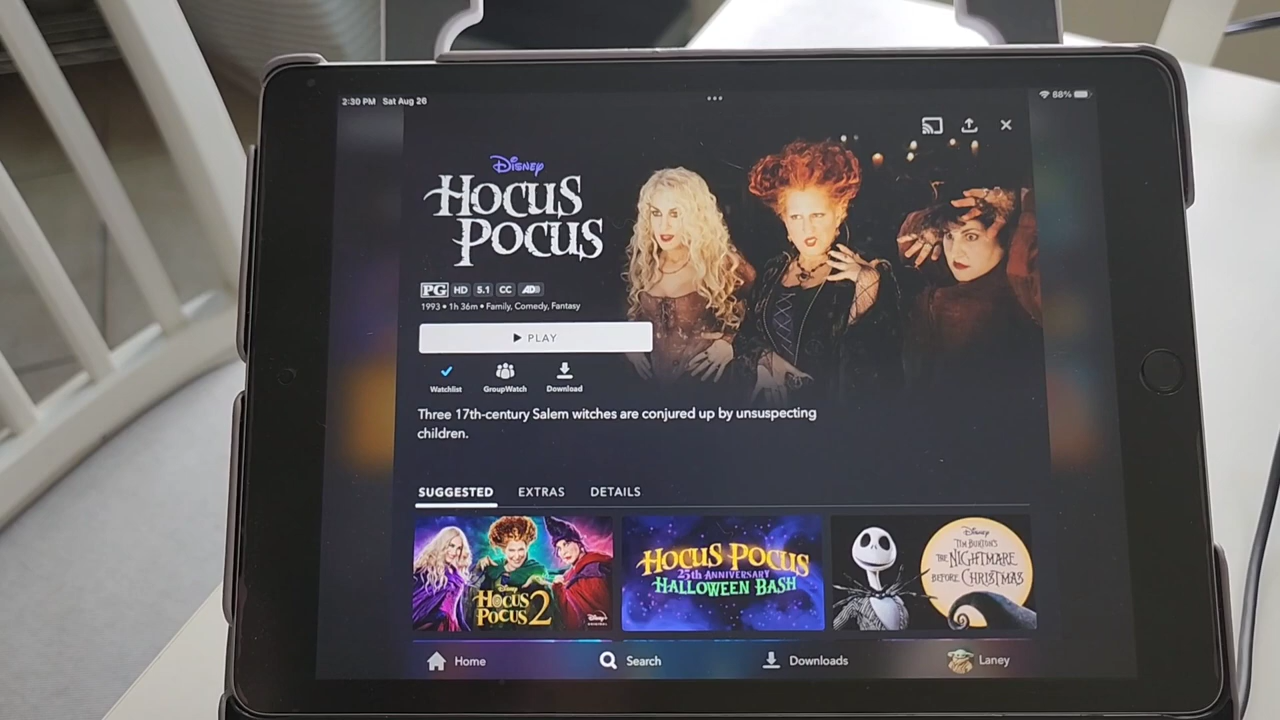 2:30 PM Sat Aug 26
68%
Disney
HOCUS
POCUS
PG HD 5.1 CC AD
1993 • 1h 36m • Family, Comedy, Fantasy
PLAY
Watchlist GroupWatch Download
Three 17th-century Salem witches are conjured up by unsuspecting
children.
SUGGESTED EXTRAS DETAILS
Disney
HOCUS
POCUS 2
Disney+
ORIGINAL
HOCUS POCUS
25th ANNIVERSARY
HALLOWEEN BASH
Disney
TIM BURTON'S
THE NIGHTMARE
BEFORE CHRISTMAS
Home Search Downloads Laney